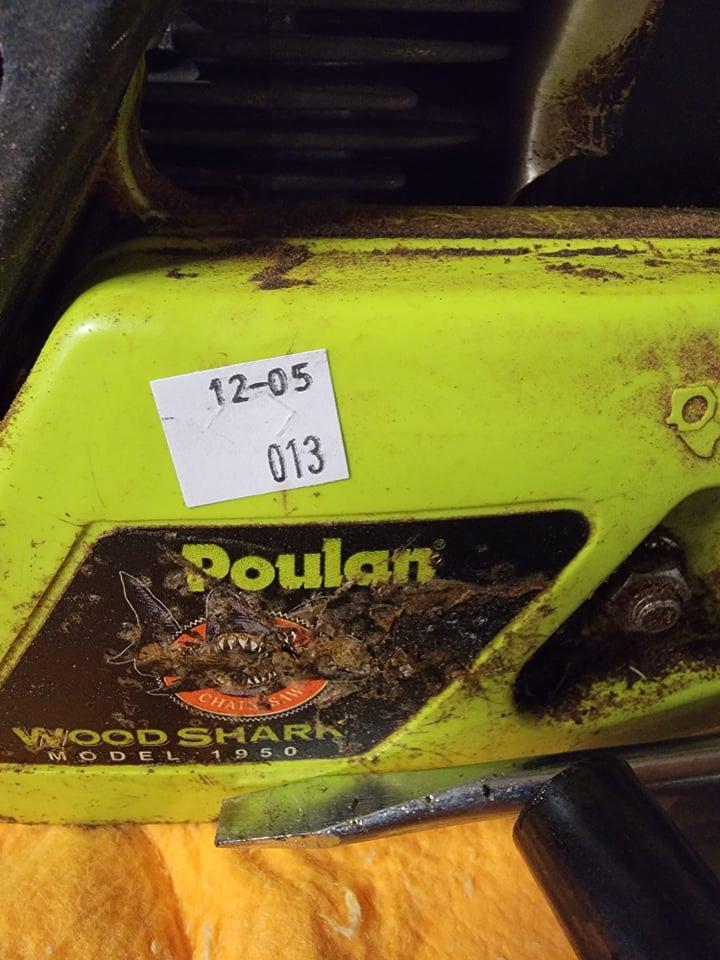 12-05
013
Poulan®
CHAIN SAW
WOOD SHARK
MODEL 1950